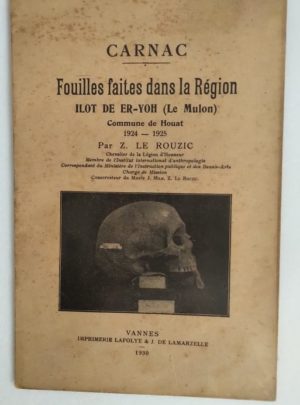 CARNAC
Fouilles faites dans la Région
ILOT DE ER-YOH (Le Mulon)
Commune de Houat
1924 — 1925
Par Z. LE ROUZIC
Chevalier de la Légion d'Honneur
Membre de l'Institut international d'anthropologie
Correspondant du Ministère de l'Instruction publique et des Beaux-Arts
Chargé de Mission
Conservateur du Musée J. Miln, Z. Le Rouzic.
VANNES
IMPRIMERIE LAFOLYE & J. DE LAMARZELLE
1930